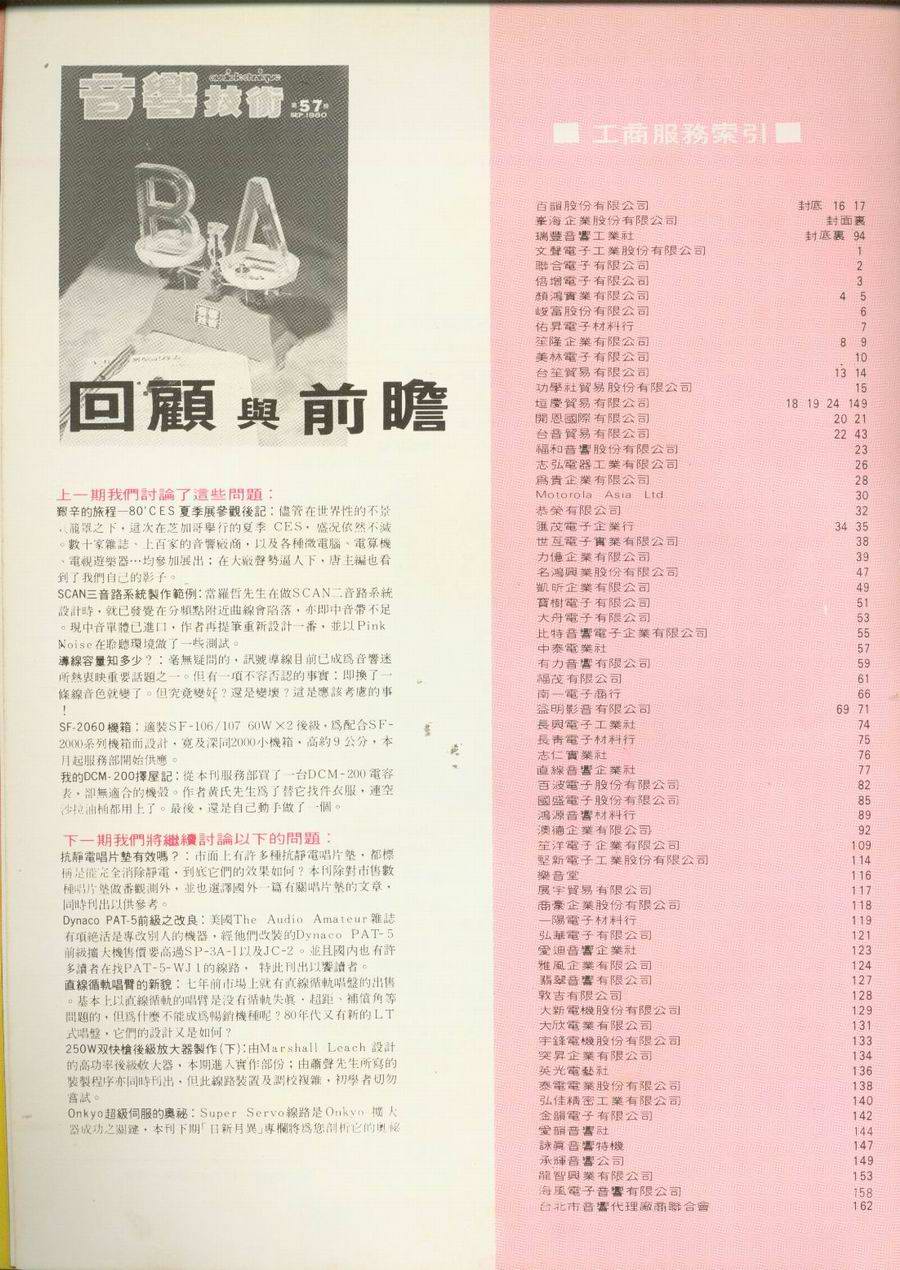 音響技術
audiotechnique
第57期
SEP.1980
B A
回顧與前瞻
上一期我們討論了這些問題：
艱辛的旅程—80'CES夏季展參觀後記：儘管在世界性的不景
氣籠罩之下，這次在芝加哥舉行的夏季 CES，盛況依然不減
。數十家雜誌、上百家的音響廠商，以及各種微電腦、電算機
、電視遊樂器…均參加展出；在大廠聲勢逼人下，唐主編也看
到了我們自己的影子。
SCAN三音路系統製作範例：當羅哲先生在做SCAN二音路系統
設計時，就已發覺在分頻點附近曲線會陷落，亦即中音帶不足
。現中音單體已進口，作者再提筆重新設計一番，並以Pink
Noise在聆聽環境做了一些測試。
導線容量知多少？：毫無疑問的，訊號導線目前已成爲音響迷
所熱衷映重要話題之一。但有一項不容否認的事實：即換了一
條線音色就變了。但究竟變好？還是變壞？這是應該考慮的事
！
SF-2060機箱：適裝SF-106/107 60W×2後級，爲配合SF-
2000系列機箱而設計，寬及深同2000小機箱，高約9公分，本
月起服務部開始供應。
我的DCM-200擇屋記：從本刊服務部買了一台DCM-200電容
表，卻無適合的機殼。作者黃氏先生爲了替它找件衣服，連空
沙拉油桶都用上了。最後，還是自己動手做了一個。
下一期我們將繼續討論以下的問題：
抗靜電唱片墊有效嗎？：市面上有許多種抗靜電唱片墊，都標
柄是能完全消除靜電，到底它們的效果如何？本刊除對市售數
種唱片墊做番觀測外，並也選譯國外一篇有關唱片墊的文章，
同時刊出以供參考。
Dynaco PAT-5前級之改良：美國The Audio Amateur雜誌
有項絶活是專改別人的機器，經他們改裝的Dynaco PAT-5
前級擴大機售價要高過SP-3A-1以及JC-2。並且國內也有許
多讀者在找PAT-5-WJ1的線路， 特此刊出以饗讀者。
直線循軌唱臂的新貌：七年前市場上就有直線循軌唱盤的出售
。基本上以直線循軌的唱臂是沒有循軌失眞、超距、補償角等
問題的，但爲什麼不能成爲暢銷機種呢？80年代又有新的LT
式唱盤，它們的設計又是如何？
250W双快槍後級放大器製作(下)：由Marshall Leach 設計
的高功率後級放大器，本期進入實作部份；由蕭聲先生所寫的
裝製程序亦同時刊出，但此線路裝置及調校複雜，初學者切勿
嘗試。
Onkyo超級伺服的奧祕：Super Servo線路是Onkyo 擴大
器成功之關鍵，本刊下期「日新月異」專欄將爲您剖析它的奧祕
■ 工商服務索引 ■
百韻股份有限公司 封底 16 17
峯海企業股份有限公司 封面裏
瑞豐音響工業社 封底裏 94
文聲電子工業股份有限公司 1
聯合電子有限公司 2
倍增電子有限公司 3
顏鴻實業有限公司 4 5
峻富股份有限公司 6
佑昇電子材料行 7
笙隆企業有限公司 8 9
美林電子有限公司 10
台笙貿易有限公司 13 14
功學社貿易股份有限公司 15
垣慶貿易有限公司 18 19 24 149
開恩國際有限公司 20 21
台音貿易有限公司 22 43
福和音響股份有限公司 23
志弘電器工業有限公司 26
爲貴企業有限公司 28
Motorola Asia Ltd 30
恭榮有限公司 32
匯茂電子企業行 34 35
世互電子實業有限公司 38
力億企業有限公司 39
名鴻興業股份有限公司 47
凱昕企業有限公司 49
寶樹電子有限公司 51
大舟電子有限公司 53
比特音響電子企業有限公司 55
中泰電業社 57
有力音響有限公司 59
福茂有限公司 61
南一電子商行 66
益明影音有限公司 69 71
長興電子工業社 74
長青電子材料行 75
志仁實業社 76
直線音響企業社 77
百波電子股份有限公司 82
國盛電子股份有限公司 85
鴻源音響材料行 89
澳德企業有限公司 92
笙洋電子企業有限公司 109
堅新電子工業股份有限公司 114
樂音堂 116
展宇貿易有限公司 117
商豪企業股份有限公司 118
一陽電子材料行 119
弘華電子有限公司 121
愛迪音響企業社 123
雅風企業有限公司 124
翡翠音響有限公司 127
敦吉有限公司 128
大新電機股份有限公司 129
大欣電業有限公司 131
宇鋒電機股份有限公司 133
突昇企業有限公司 134
英光電藝社 136
泰電電業股份有限公司 138
弘佳精密工業有限公司 140
金韻電子有限公司 142
愛韻音響社 144
詠眞音響特機 147
承輝音響公司 149
龍智興業有限公司 153
海風電子音響有限公司 158
台北市音響代理廠商聯合會 162